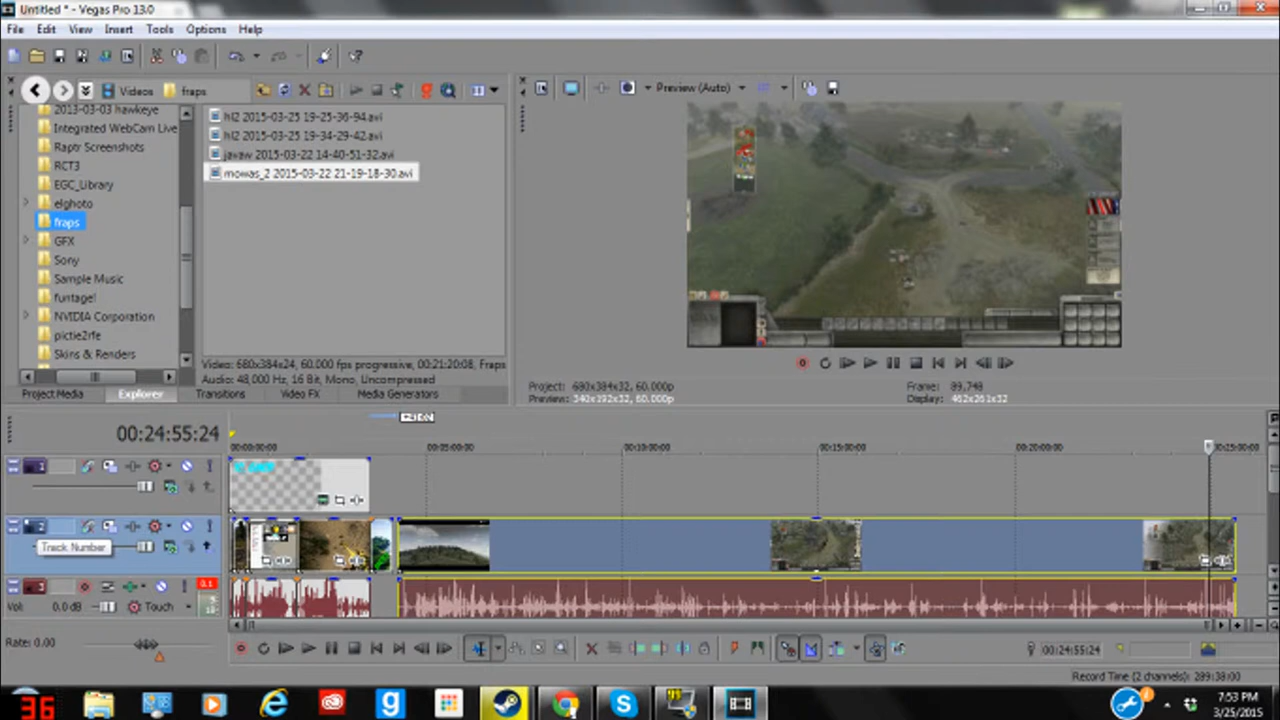 Untitled * - Vegas Pro 13.0
File Edit View Insert Tools Options Help
Videos fraps
Preview (Auto)
2013-03-03 hawkeye
Integrated WebCam Live
Raptr Screenshots
RCT3
EGC_Library
elghoto
fraps
GFX
Sony
Sample Music
funtage!
NVIDIA Corporation
pictie2rfe
Skins & Renders
hl2 2015-03-25 19-25-36-94.avi
hl2 2015-03-25 19-34-29-42.avi
javaw 2015-03-22 14-40-51-32.avi
mowas_2 2015-03-22 21-19-18-30.avi
Video: 680x384x24, 60.000 fps progressive, 00:21:20:08, Fraps
Audio: 48,000 Hz, 16 Bit, Mono, Uncompressed
Project Media Explorer Transitions Video FX Media Generators
Project: 680x384x32, 60.000p
Preview: 340x192x32, 60.000p
Frame: 89,748
Display: 462x261x32
00:24:55:24
00:00:00:00 00:05:00:00 00:10:00:00 00:15:00:00 00:20:00:00 00:25:00:00
1
2
Track Number
3
0.1
Vol: 0.0 dB Touch
Rate: 0.00
00:24:55:24
Record Time (2 channels): 289:38:00
36
7:53 PM
3/25/2015